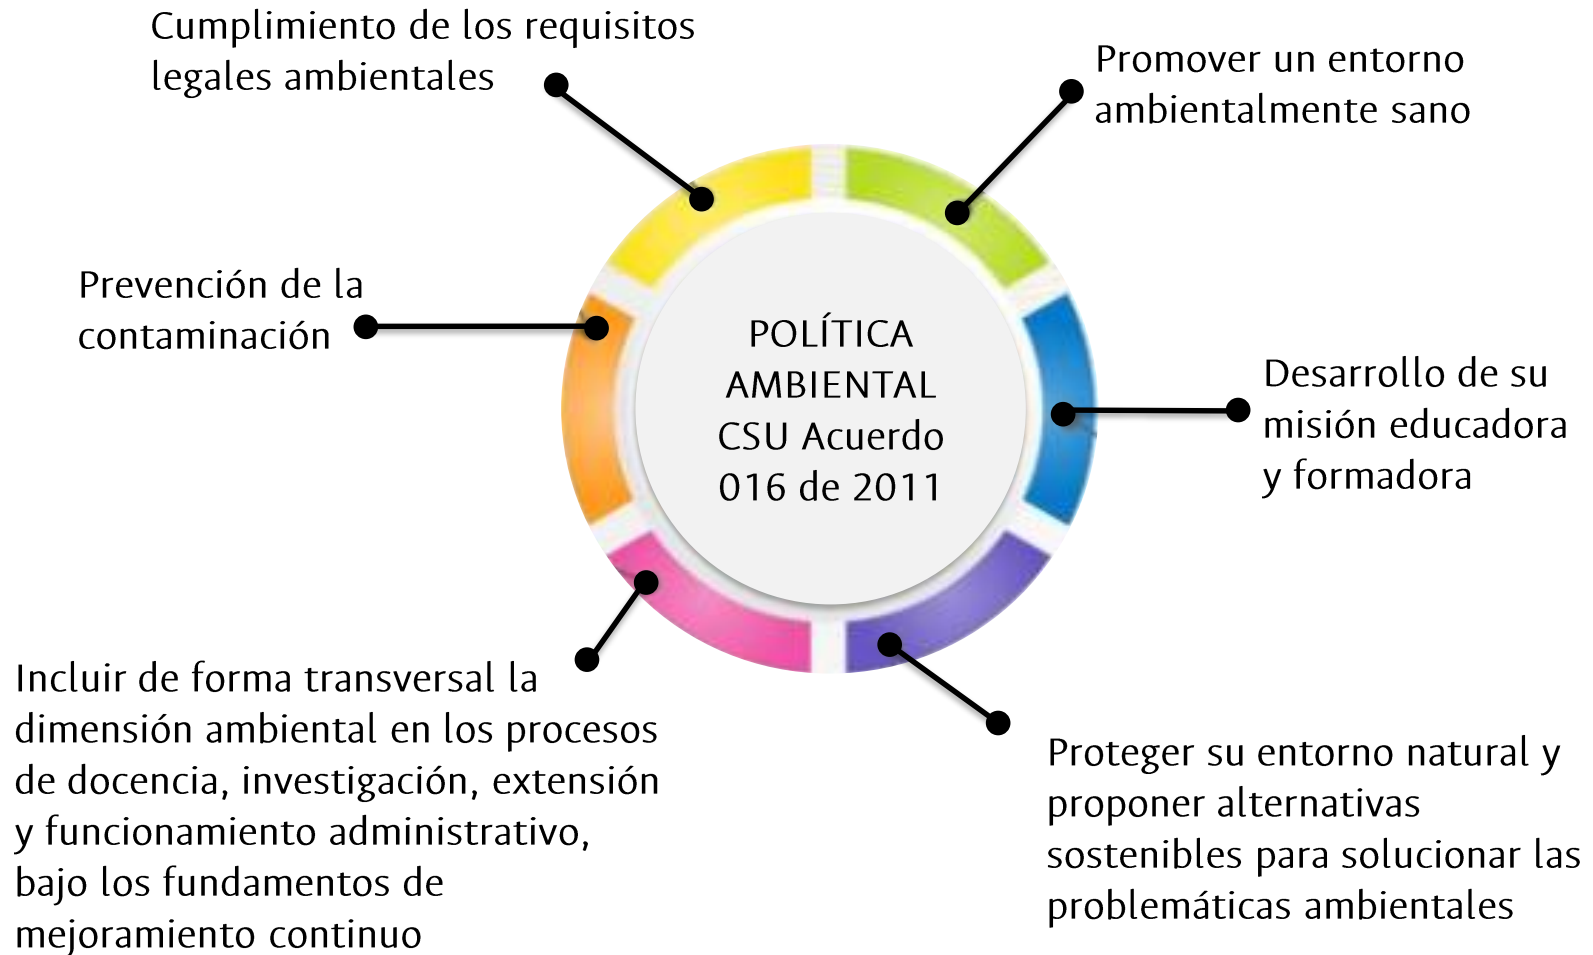 Cumplimiento de los requisitos
legales ambientales
Promover un entorno
ambientalmente sano
Prevención de la
contaminación
POLÍTICA
AMBIENTAL
CSU Acuerdo
016 de 2011
Desarrollo de su
misión educadora
y formadora
Incluir de forma transversal la
dimensión ambiental en los procesos
de docencia, investigación, extensión
y funcionamiento administrativo,
bajo los fundamentos de
mejoramiento continuo
Proteger su entorno natural y
proponer alternativas
sostenibles para solucionar las
problemáticas ambientales